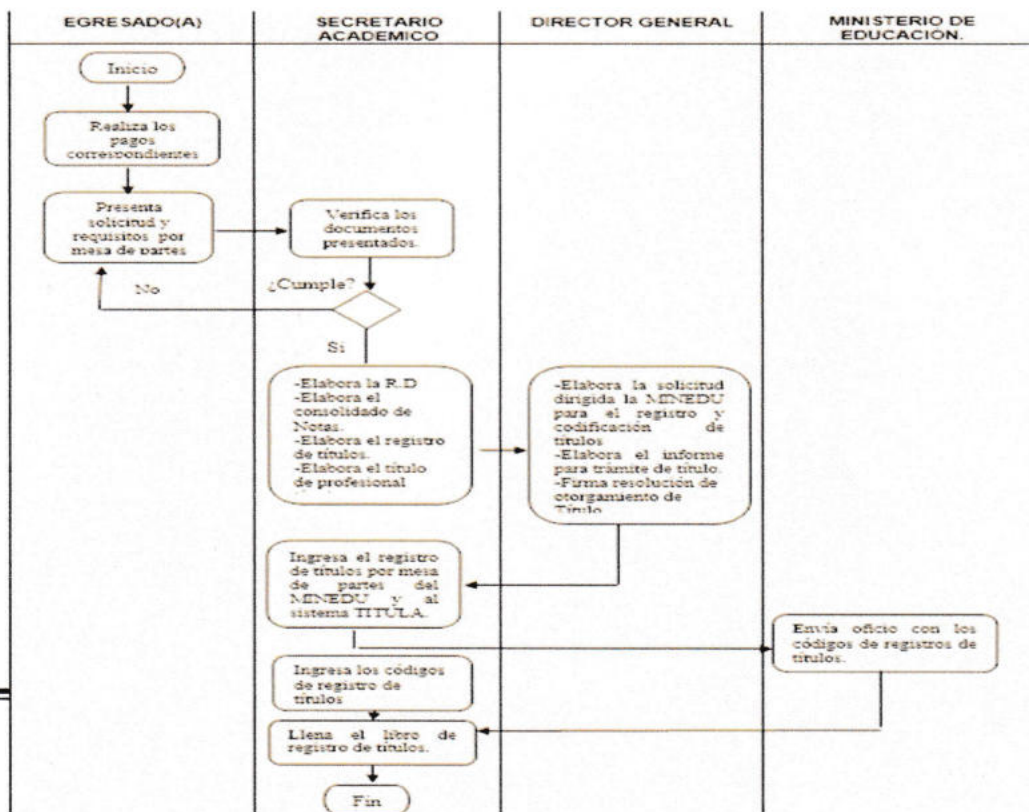 EGRESADO(A)
SECRETARIO
ACADEMICO
DIRECTOR GENERAL
MINISTERIO DE
EDUCACIÓN.
Inicio
Realiza los
pagos
correspondientes
Presenta
solicitud y
requisitos por
mesa de partes
Verifica los
documentos
presentados.
¿Cumple?
No
Sí
-Elabora la R.D
-Elabora el
consolidado de
Notas.
-Elabora el registro
de títulos.
-Elabora el título
de profesional
-Elabora la solicitud
dirigida la MINEDU
para el registro y
codificación de
títulos
-Elabora el informe
para trámite de título.
-Firma resolución de
otorgamiento de
Título
Ingresa el registro
de títulos por mesa
de partes del
MINEDU y al
sistema TITULA.
Envía oficio con los
códigos de registros de
títulos.
Ingresa los códigos
de registro de
títulos
Llena el libro de
registro de títulos.
Fin